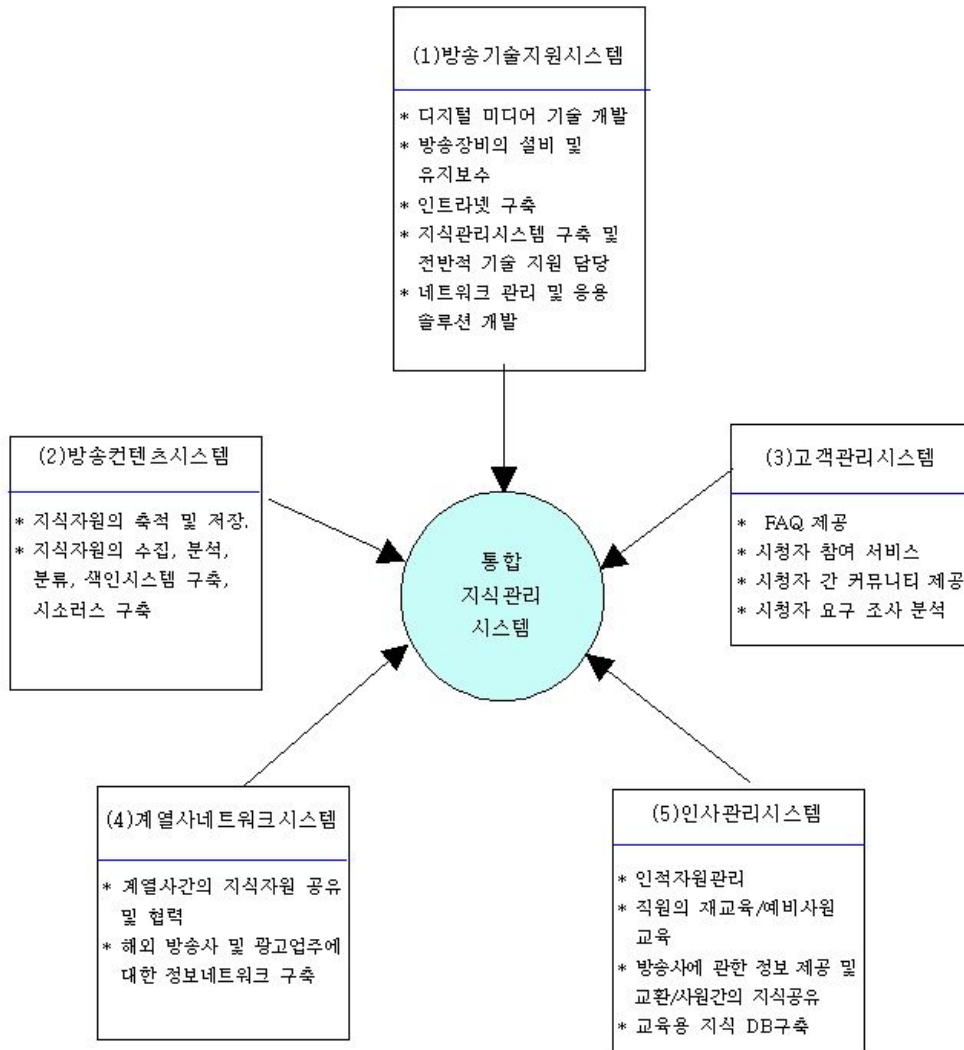 (1)방송기술지원시스템
* 디지털 미디어 기술 개발
* 방송장비의 설비 및
유지보수
* 인트라넷 구축
* 지식관리시스템 구축 및
전반적 기술 지원 담당
* 네트워크 관리 및 응용
솔루션 개발
(2)방송컨텐츠시스템
* 지식자원의 축적 및 저장.
* 지식자원의 수집, 분석,
분류, 색인시스템 구축,
시소러스 구축
(3)고객관리시스템
* FAQ 제공
* 시청자 참여 서비스
* 시청자 간 커뮤니티 제공
* 시청자 요구 조사 분석
통합
지식관리
시스템
(4)계열사네트워크시스템
* 계열사간의 지식자원 공유
및 협력
* 해외 방송사 및 광고업주에
대한 정보네트워크 구축
(5)인사관리시스템
* 인적자원관리
* 직원의 재교육/예비사원
교육
* 방송사에 관한 정보 제공 및
교환/사원간의 지식공유
* 교육용 지식 DB구축